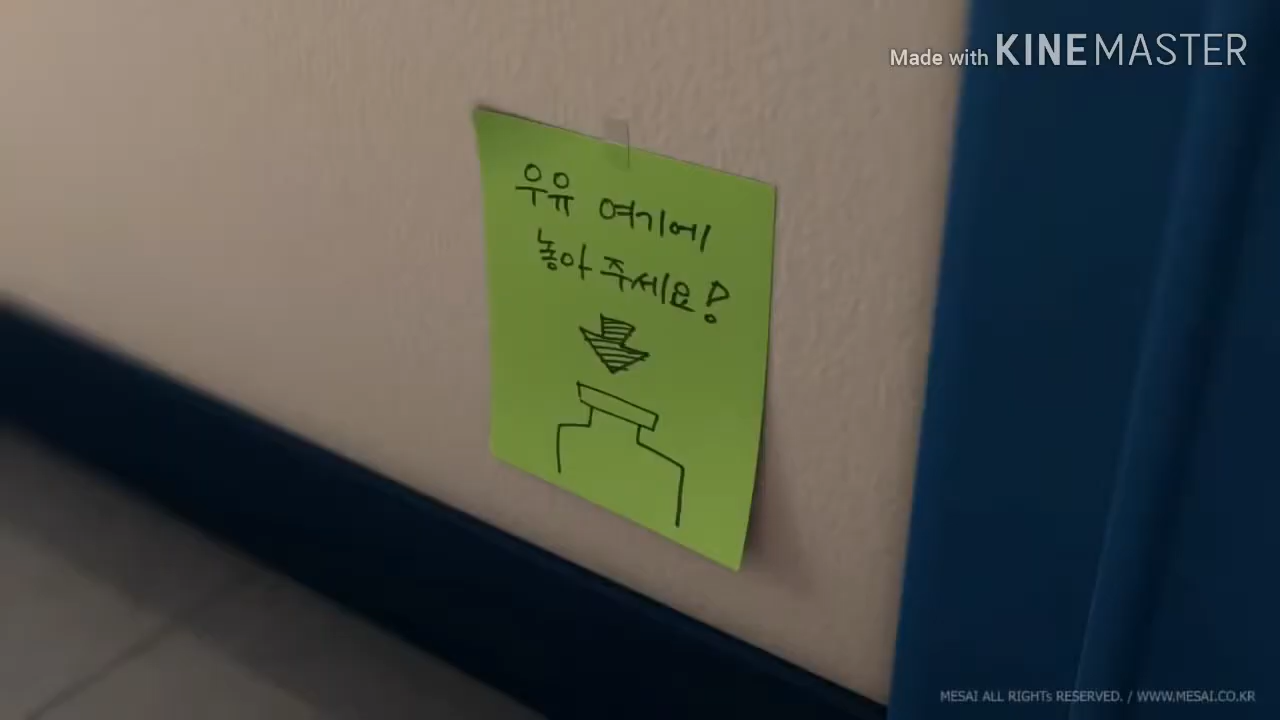 Made with KINEMASTER
우유 여기에
놓아 주세요!
MESAI ALL RIGHTs RESERVED. / WWW.MESAI.CO.KR